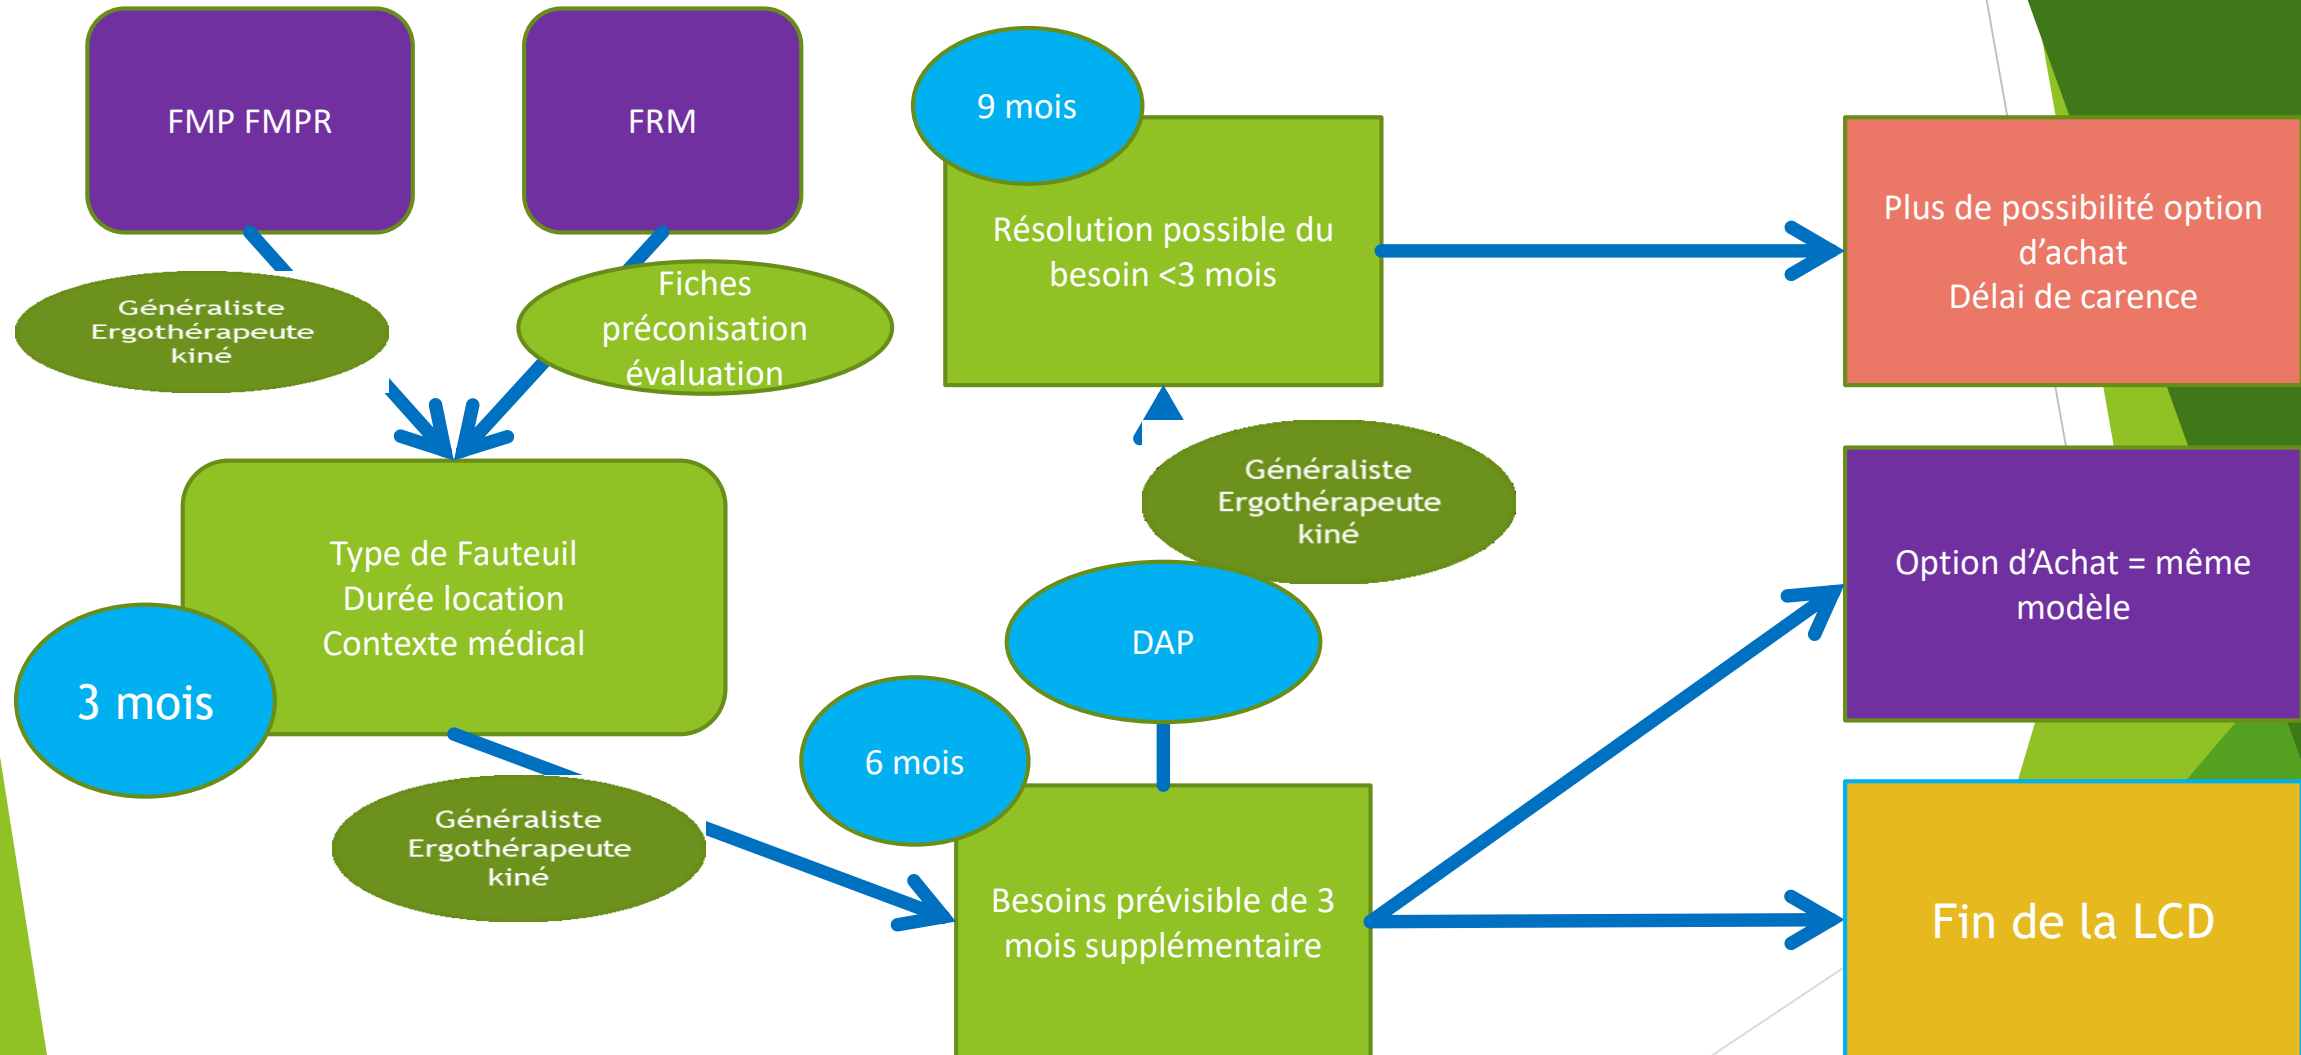 FMP FMPR
FRM
Généraliste
Ergothérapeute
kiné
Fiches
préconisation
évaluation
Type de Fauteuil
Durée location
Contexte médical
3 mois
Généraliste
Ergothérapeute
kiné
6 mois
Besoins prévisible de 3
mois supplémentaire
DAP
Généraliste
Ergothérapeute
kiné
9 mois
Résolution possible du
besoin <3 mois
Plus de possibilité option
d’achat
Délai de carence
Option d’Achat = même
modèle
Fin de la LCD